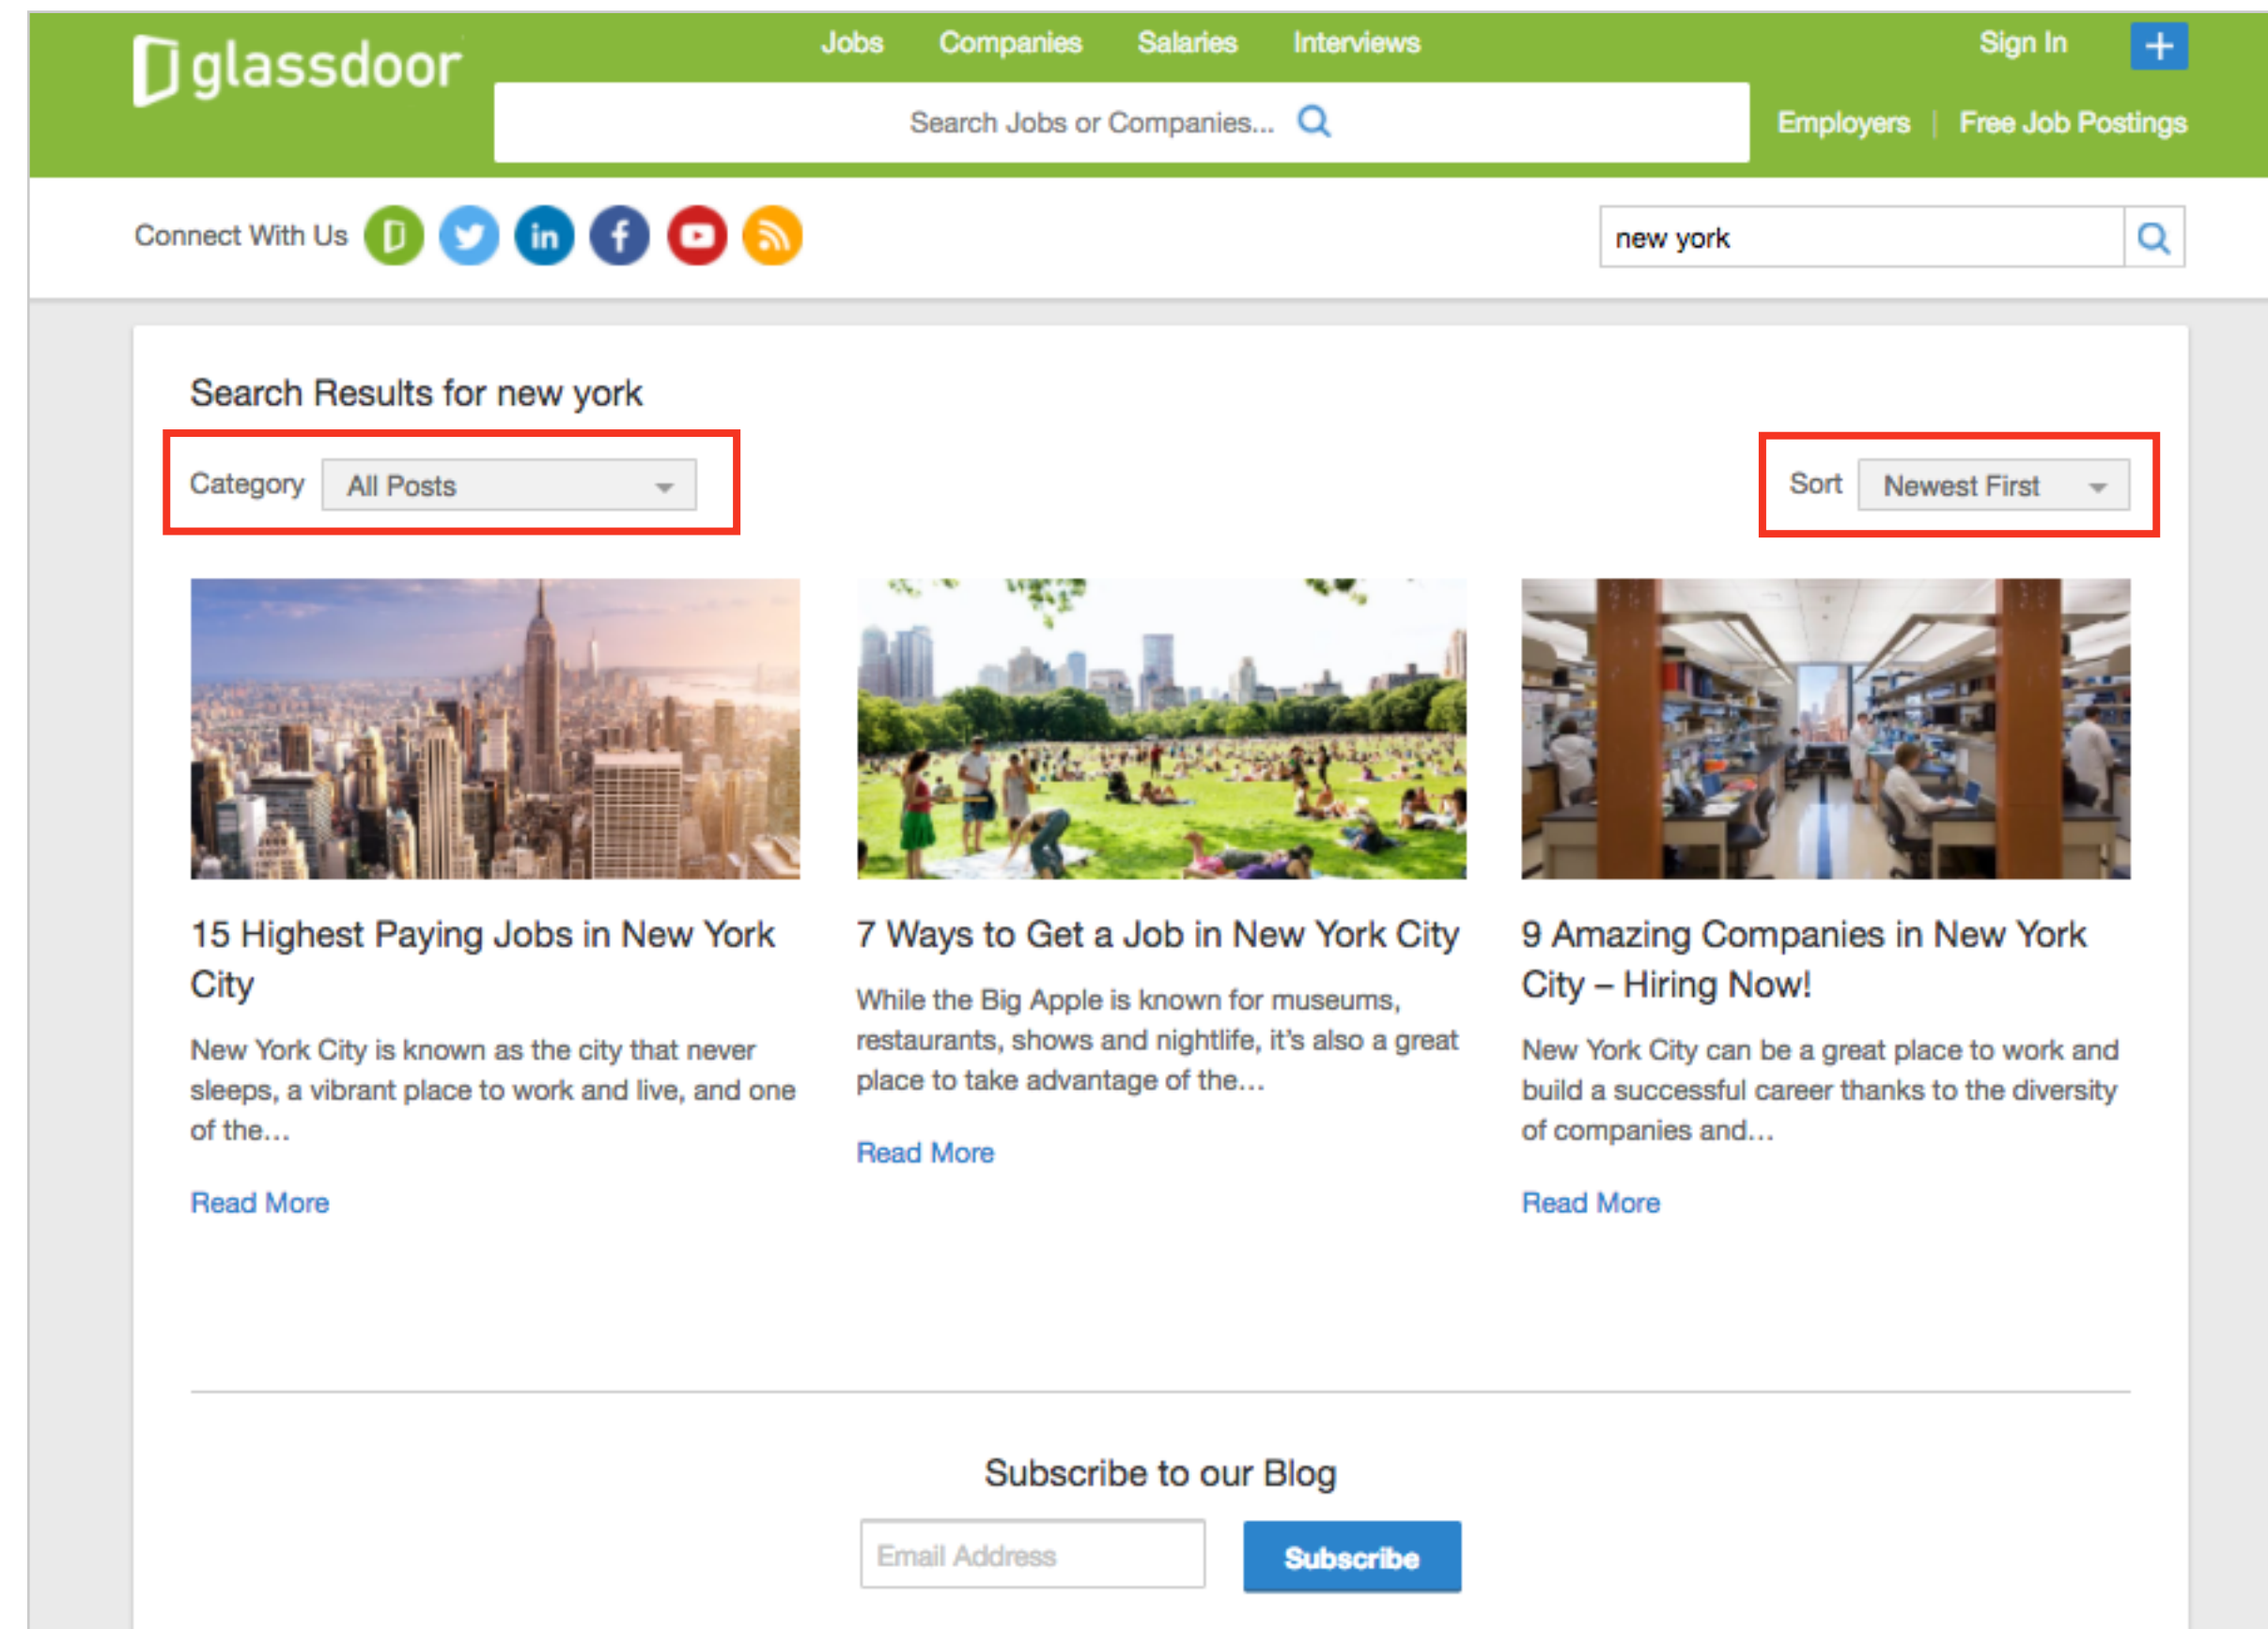 glassdoor
Jobs Companies Salaries Interviews
Sign In
Search Jobs or Companies...
Employers | Free Job Postings
Connect With Us
in
f
new york
Search Results for new york
Category All Posts
Sort Newest First
15 Highest Paying Jobs in New York
City
New York City is known as the city that never
sleeps, a vibrant place to work and live, and one
of the…
Read More
7 Ways to Get a Job in New York City
While the Big Apple is known for museums,
restaurants, shows and nightlife, it’s also a great
place to take advantage of the…
Read More
9 Amazing Companies in New York
City – Hiring Now!
New York City can be a great place to work and
build a successful career thanks to the diversity
of companies and…
Read More
Subscribe to our Blog
Email Address
Subscribe